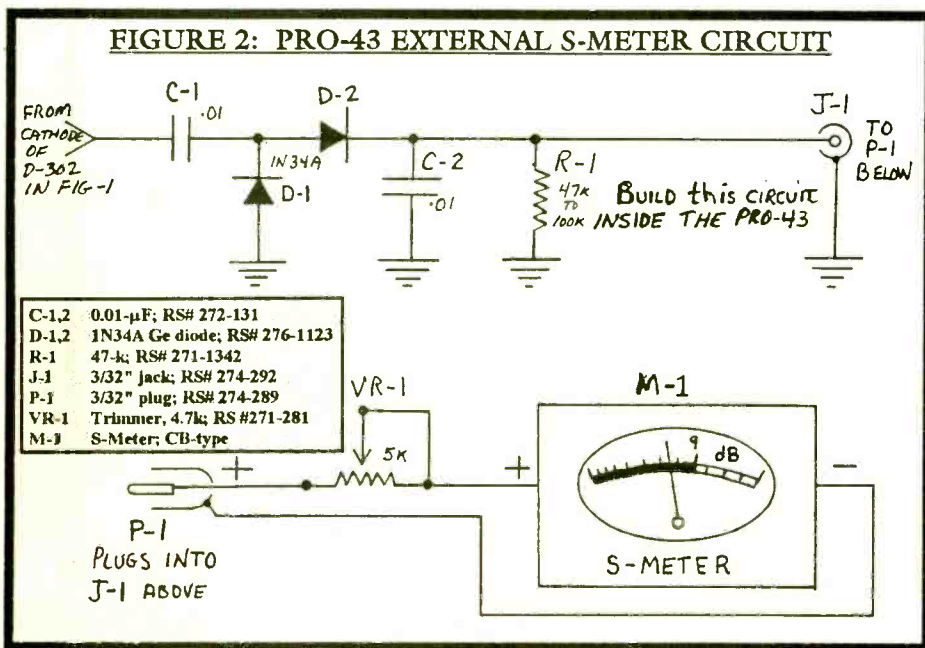 FIGURE 2: PRO-43 EXTERNAL S-METER CIRCUIT
FROM
CATHODE
OF
D-302
IN FIG-1
C-1
.01
D-2
1N34A
D-1
C-2
.01
R-1
47K
TO
100K
BUILD this CIRCUIT
INSIDE THE PRO-43
J-1
TO
P-1
BELOW
C-1,2 0.01-µF; RS# 272-131
D-1,2 1N34A Ge diode; RS# 276-1123
R-1 47-k; RS# 271-1342
J-1 3/32" jack; RS# 274-292
P-1 3/32" plug; RS# 274-289
VR-1 Trimmer, 4.7k; RS #271-281
M-1 S-Meter; CB-type
VR-1
5K
+
P-1
PLUGS INTO
J-1 ABOVE
M-1
+
-
9
dB
S-METER